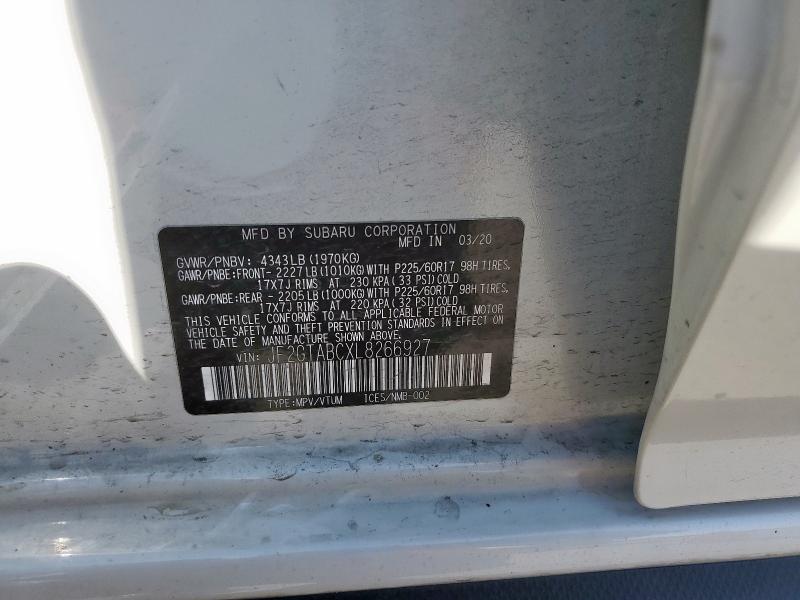 MFD BY SUBARU CORPORATION
MFD IN 03/20
GVWR/PNBV: 4343LB (1970KG)
GAWR/PNBE:FRONT- 2227LB (1010KG) WITH P225/60R17 98H TIRES,
17X7J RIMS AT 230 KPA (33 PSI) COLD
GAWR/PNBE:REAR - 2205LB (1000KG) WITH P225/60R17 98H TIRES,
17X7J RIMS AT 220 KPA (32 PSI) COLD
THIS VEHICLE CONFORMS TO ALL APPLICABLE FEDERAL MOTOR
VEHICLE SAFETY AND THEFT PREVENTION STANDARDS IN EFFECT ON
THE DATE OF MANUFACTURE SHOWN ABOVE.
VIN: JF2GTABCXL8266927
TYPE:MPV/VTUM ICES/NMB-002